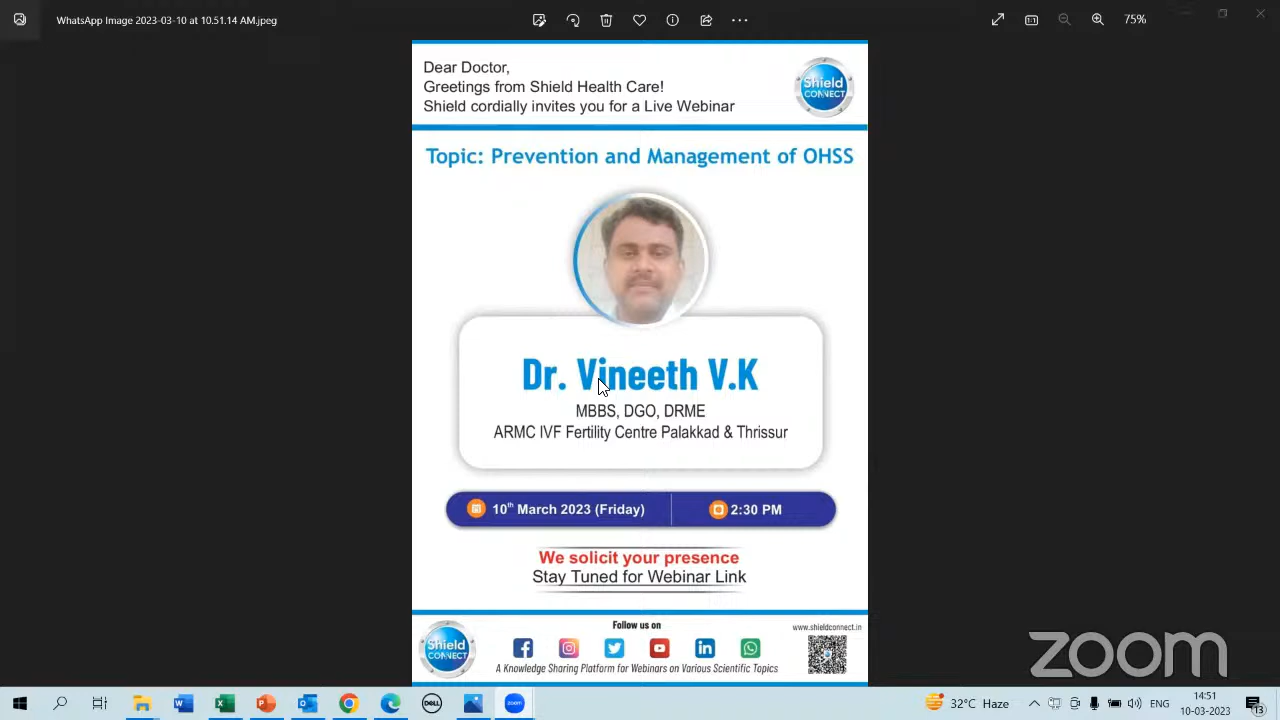 WhatsApp Image 2023-03-10 at 10.51.14 AM.jpeg
75%
Dear Doctor,
Greetings from Shield Health Care!
Shield cordially invites you for a Live Webinar
Shield
CONNECT
Topic: Prevention and Management of OHSS
Dr. Vineeth V.K
MBBS, DGO, DRME
ARMC IVF Fertility Centre Palakkad & Thrissur
10th March 2023 (Friday)
2:30 PM
We solicit your presence
Stay Tuned for Webinar Link
Shield
CONNECT
Follow us on
A Knowledge Sharing Platform for Webinars on Various Scientific Topics
www.shieldconnect.in
zoom
DELL
zoom
32°C Haze
ENG
14:51
10-03-2023
13